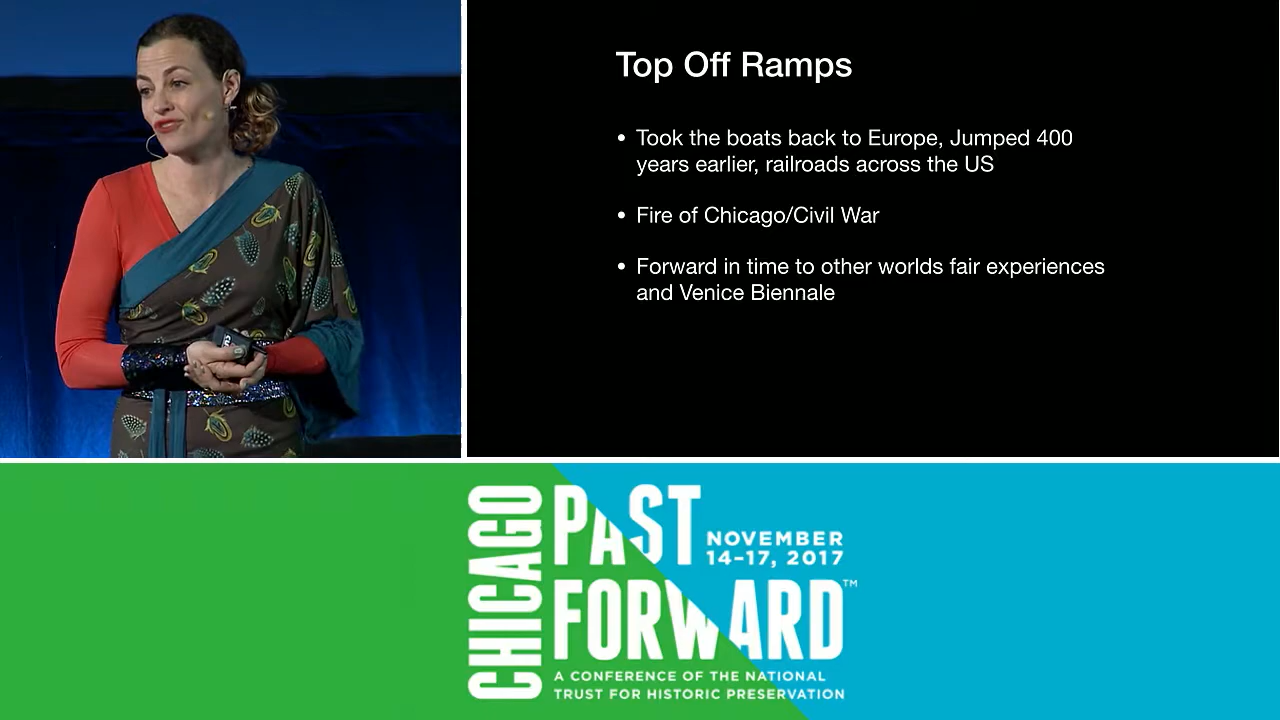 Top Off Ramps
• Took the boats back to Europe, Jumped 400
years earlier, railroads across the US
• Fire of Chicago/Civil War
• Forward in time to other worlds fair experiences
and Venice Biennale
CHICAGO
PAST
FORWARD™
NOVEMBER
14–17, 2017
A CONFERENCE OF THE NATIONAL
TRUST FOR HISTORIC PRESERVATION